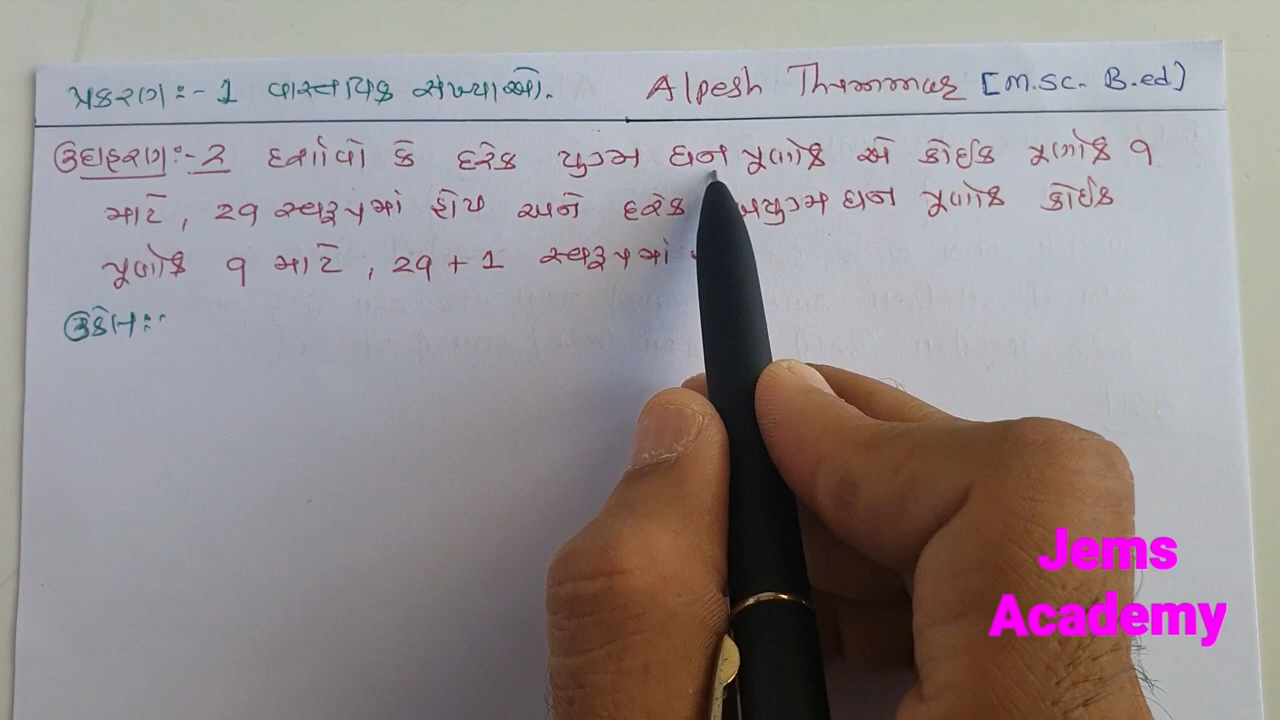 પ્રકરણ:- 1 વાસ્તવિક સંખ્યાઓ. Alpesh Thummar [M.sc. B.ed]
ઉદાહરણ:- 2 દર્શાવો કે દરેક યુગ્મ ધન પૂર્ણાંક એ કોઈક પૂર્ણાંક q
માટે, 2q સ્વરૂપમાં હોય અને દરેક અયુગ્મ ધન પૂર્ણાંક કોઈક
પૂર્ણાંક q માટે, 2q + 1 સ્વરૂપમાં
ઉકેલ:-
Jems
Academy